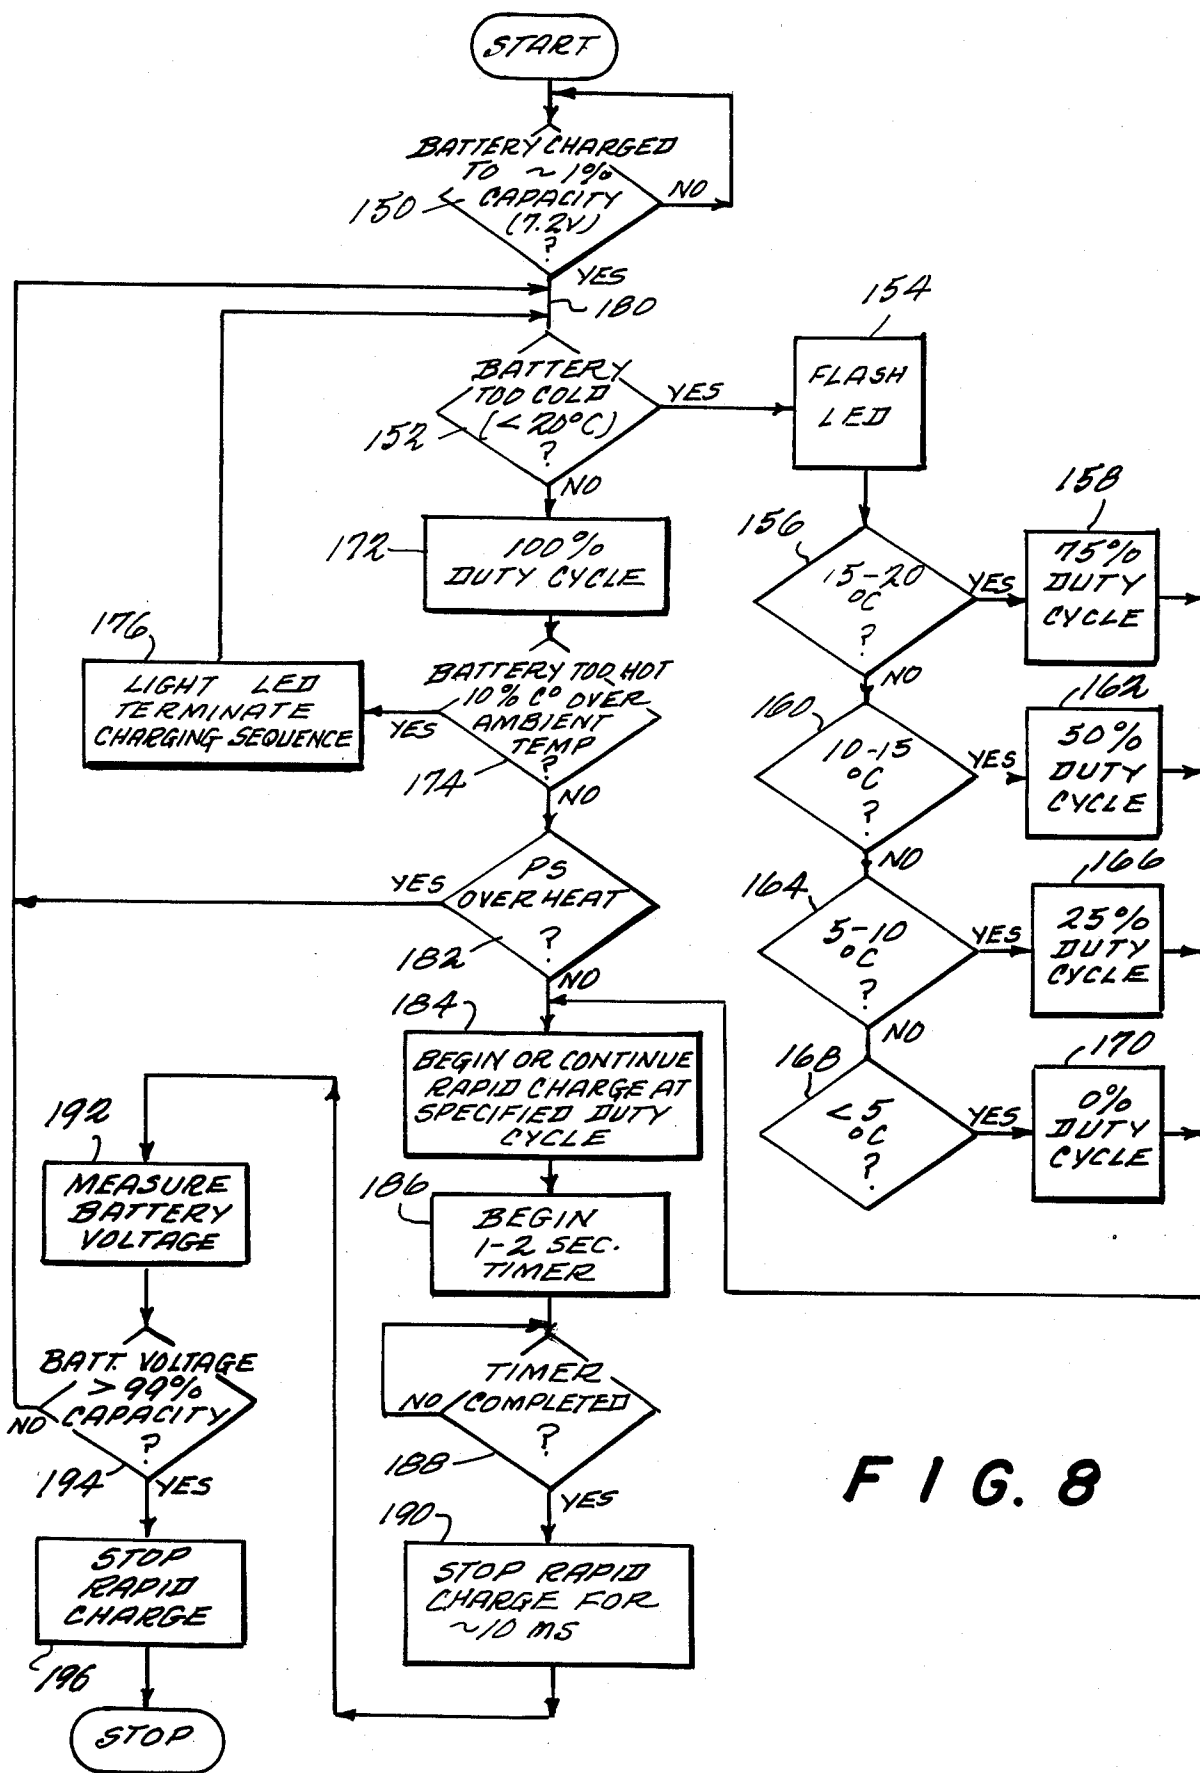 START
BATTERY CHARGED
TO ~ 1%
CAPACITY
(7.2V)
?
NO
150
YES
180
154
FLASH
LED
BATTERY
TOO COLD
(< 20°C)
?
YES
152
NO
172
100%
DUTY CYCLE
156
15-20
°C
?
YES
158
75%
DUTY
CYCLE
NO
176
LIGHT LED
TERMINATE
CHARGING SEQUENCE
BATTERY TOO HOT
10% C° OVER
AMBIENT
TEMP
?
YES
174
NO
160
10-15
°C
?
YES
162
50%
DUTY
CYCLE
NO
PS
OVERHEAT
?
YES
182
NO
164
5-10
°C
?
YES
166
25%
DUTY
CYCLE
NO
184
BEGIN OR CONTINUE
RAPID CHARGE AT
SPECIFIED DUTY
CYCLE
168
< 5
°C
?
YES
170
0%
DUTY
CYCLE
192
MEASURE
BATTERY
VOLTAGE
186
BEGIN
1-2 SEC.
TIMER
BATT. VOLTAGE
> 99%
CAPACITY
?
NO
194
YES
TIMER
COMPLETED
?
NO
188
YES
FIG. 8
190
STOP RAPID
CHARGE FOR
~10 MS
STOP
RAPID
CHARGE
196
STOP